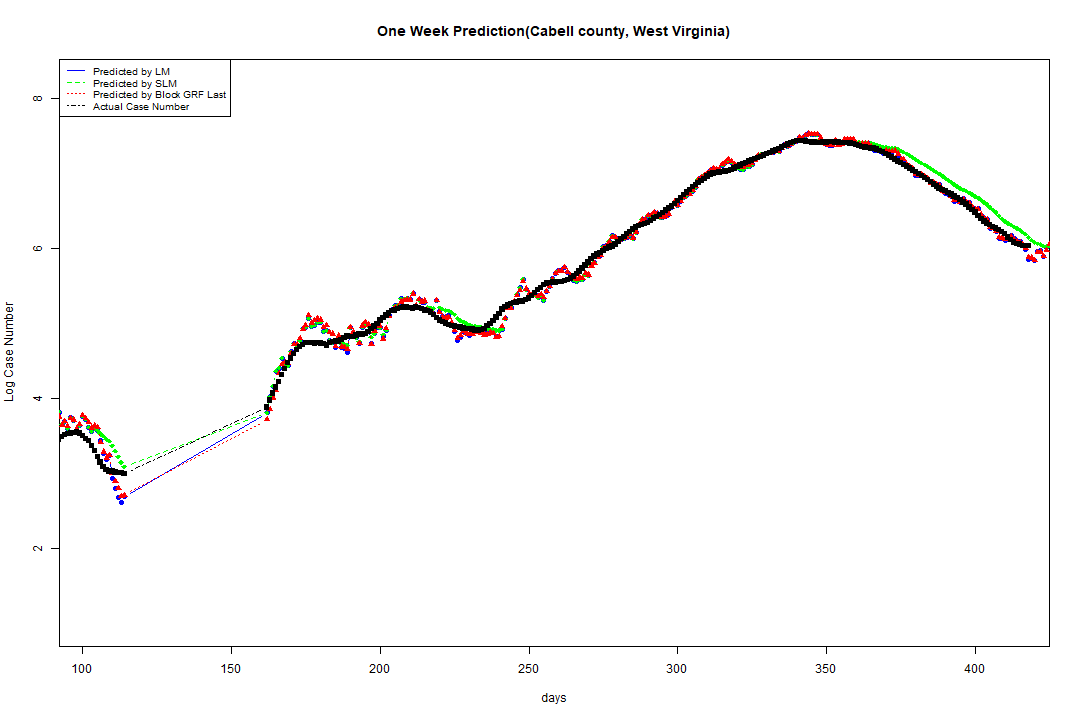 One Week Prediction(Cabell county, West Virginia)
Predicted by LM
Predicted by SLM
Predicted by Block GRF Last
Actual Case Number
8
6
4
2
Log Case Number
100 150 200 250 300 350 400
days